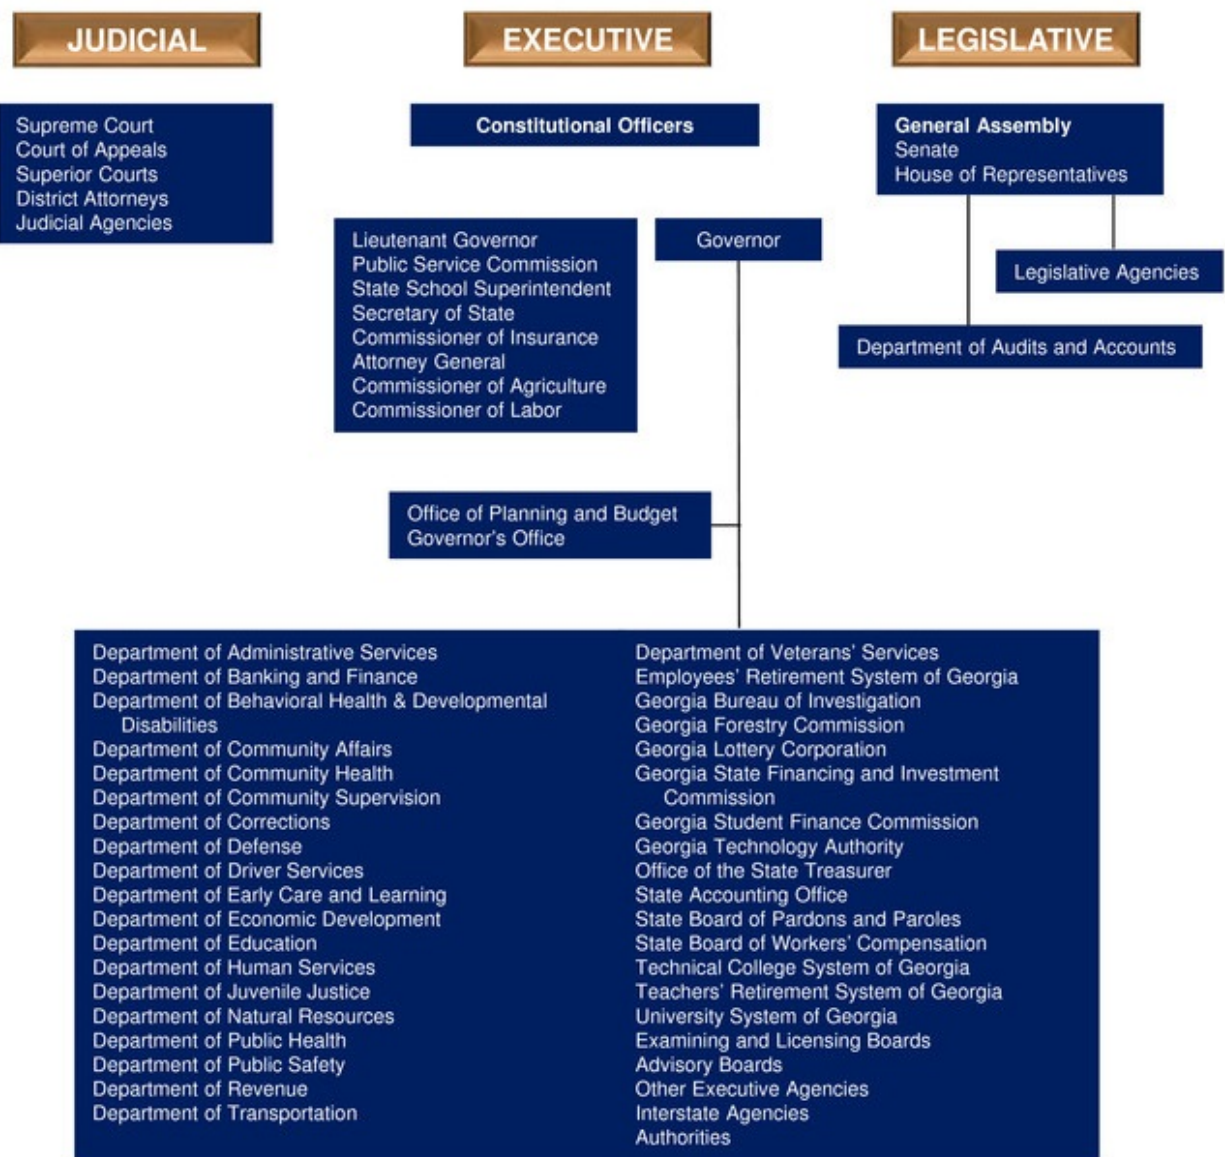 JUDICIAL
Supreme Court
Court of Appeals
Superior Courts
District Attorneys
Judicial Agencies
EXECUTIVE
Constitutional Officers
Lieutenant Governor
Public Service Commission
State School Superintendent
Secretary of State
Commissioner of Insurance
Attorney General
Commissioner of Agriculture
Commissioner of Labor
Governor
Office of Planning and Budget
Governor's Office
Department of Administrative Services
Department of Banking and Finance
Department of Behavioral Health & Developmental
Disabilities
Department of Community Affairs
Department of Community Health
Department of Community Supervision
Department of Corrections
Department of Defense
Department of Driver Services
Department of Early Care and Learning
Department of Economic Development
Department of Education
Department of Human Services
Department of Juvenile Justice
Department of Natural Resources
Department of Public Health
Department of Public Safety
Department of Revenue
Department of Transportation
Department of Veterans' Services
Employees' Retirement System of Georgia
Georgia Bureau of Investigation
Georgia Forestry Commission
Georgia Lottery Corporation
Georgia State Financing and Investment
Commission
Georgia Student Finance Commission
Georgia Technology Authority
Office of the State Treasurer
State Accounting Office
State Board of Pardons and Paroles
State Board of Workers' Compensation
Technical College System of Georgia
Teachers' Retirement System of Georgia
University System of Georgia
Examining and Licensing Boards
Advisory Boards
Other Executive Agencies
Interstate Agencies
Authorities
LEGISLATIVE
General Assembly
Senate
House of Representatives
Legislative Agencies
Department of Audits and Accounts